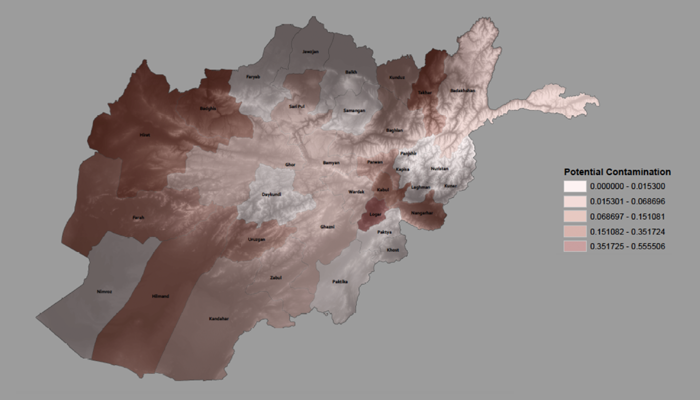 Jawzjan
Balkh
Faryab
Kunduz
Takhar
Badakhshan
Sari Pul
Samangan
Badghis
Baghlan
Hirat
Panjshir
Bamyan
Parwan
Kapisa
Nuristan
Ghor
Laghman
Kunar
Daykundi
Wardak
Kabul
Nangarhar
Logar
Farah
Ghazni
Paktya
Uruzgan
Khost
Zabul
Paktika
Nimroz
Hilmand
Kandahar
Potential Contamination
0.000000 - 0.015300
0.015301 - 0.068696
0.068697 - 0.151081
0.151082 - 0.351724
0.351725 - 0.555506